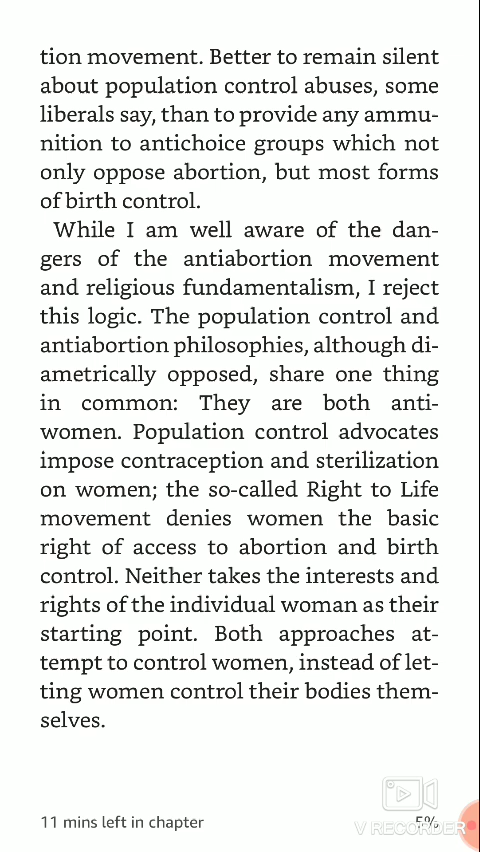 tion movement. Better to remain silent
about population control abuses, some
liberals say, than to provide any ammu-
nition to antichoice groups which not
only oppose abortion, but most forms
of birth control.
While I am well aware of the dan-
gers of the antiabortion movement
and religious fundamentalism, I reject
this logic. The population control and
antiabortion philosophies, although di-
ametrically opposed, share one thing
in common: They are both anti-
women. Population control advocates
impose contraception and sterilization
on women; the so-called Right to Life
movement denies women the basic
right of access to abortion and birth
control. Neither takes the interests and
rights of the individual woman as their
starting point. Both approaches at-
tempt to control women, instead of let-
ting women control their bodies them-
selves.
11 mins left in chapter
5%
V RECORDER